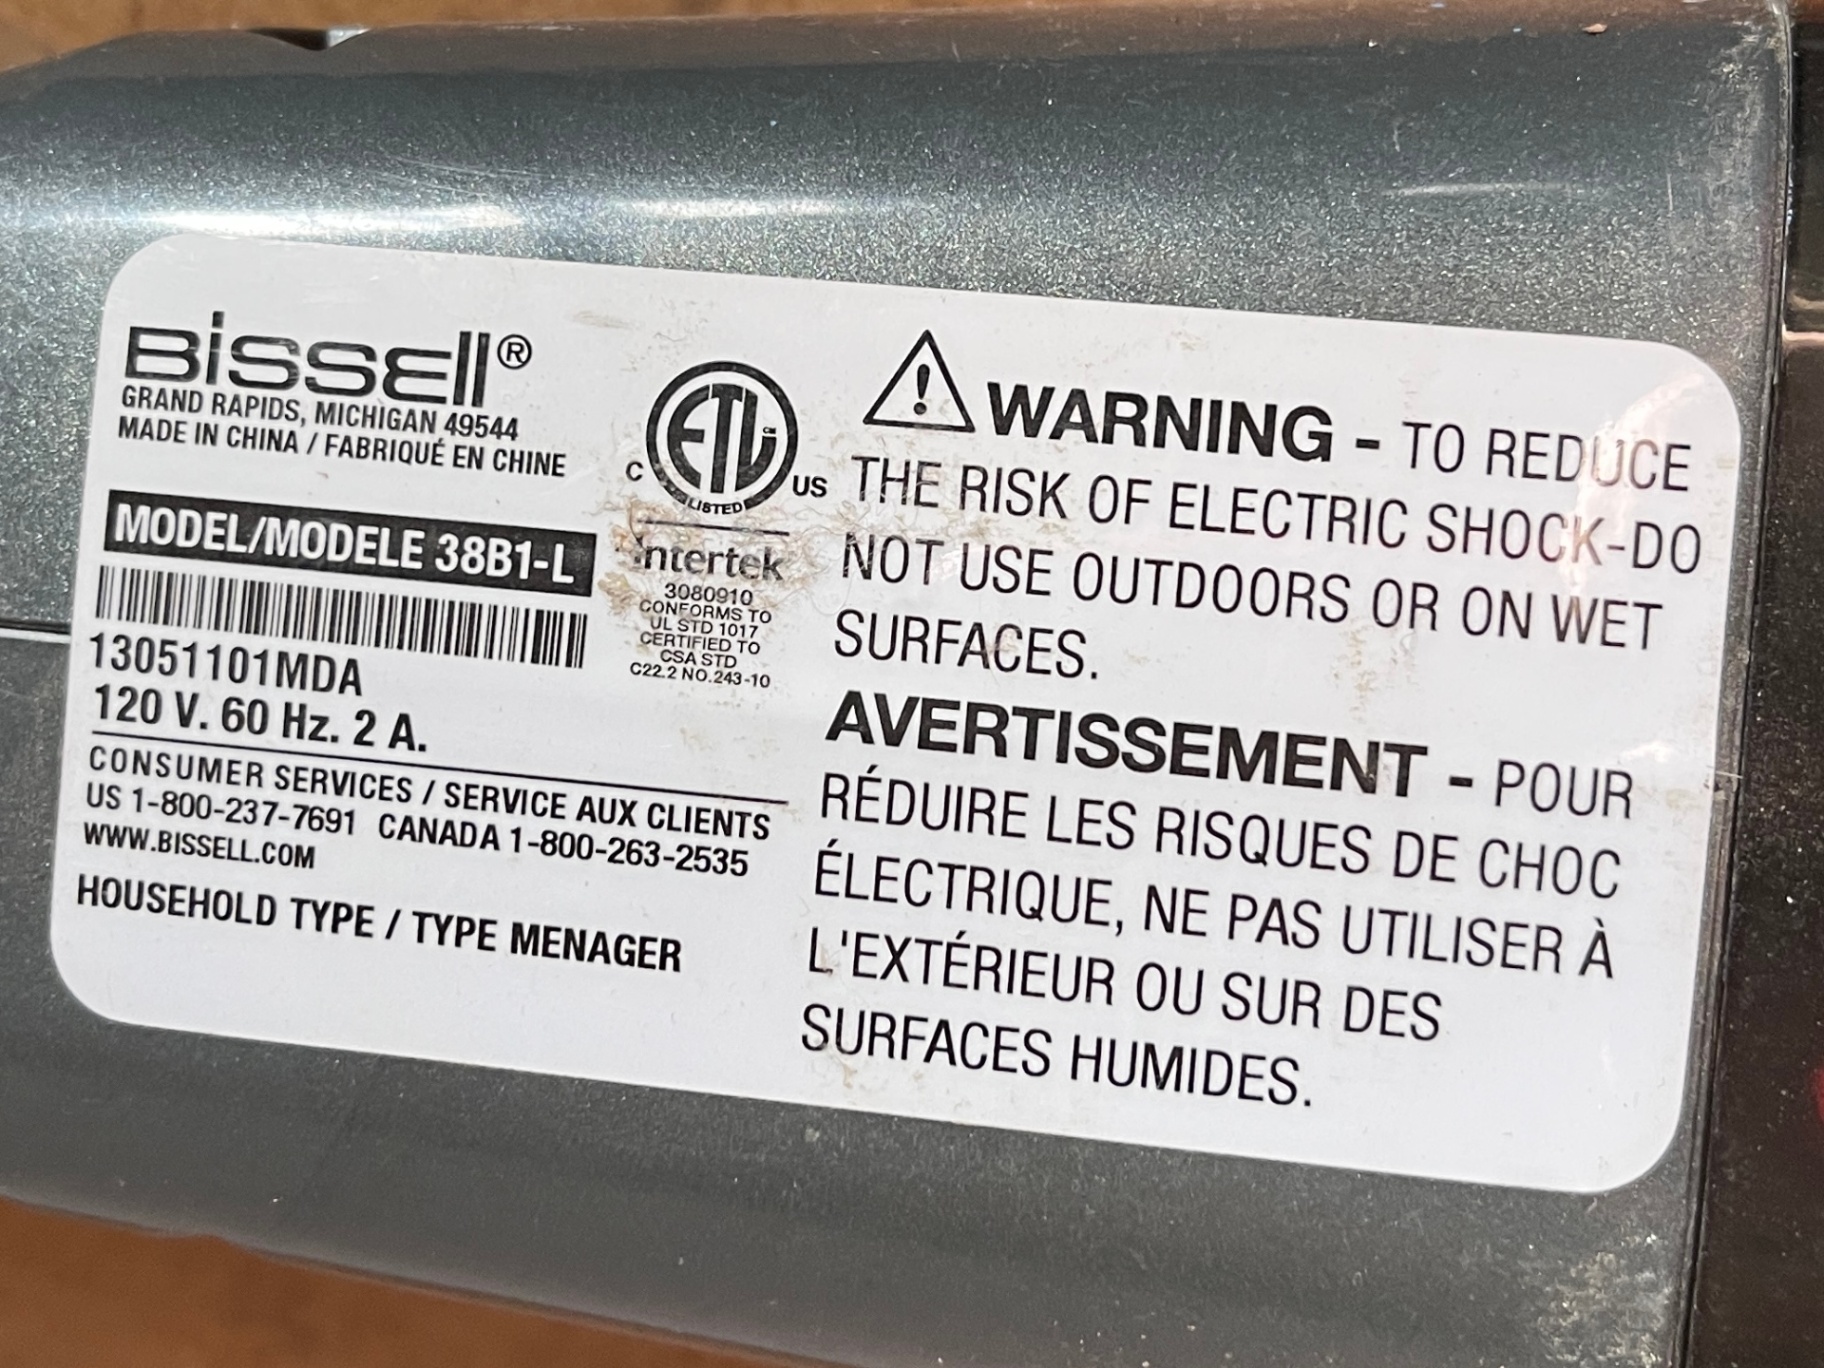 BISSELL®
GRAND RAPIDS, MICHIGAN 49544
MADE IN CHINA / FABRIQUÉ EN CHINE
MODEL/MODELE 38B1-L
13051101MDA
120 V. 60 Hz. 2 A.
CONSUMER SERVICES / SERVICE AUX CLIENTS
US 1-800-237-7691 CANADA 1-800-263-2535
WWW.BISSELL.COM
HOUSEHOLD TYPE / TYPE MENAGER
ETL
C US
LISTED
Intertek
3080910
CONFORMS TO
UL STD 1017
CERTIFIED TO
CSA STD
C22.2 NO.243-10
WARNING - TO REDUCE
THE RISK OF ELECTRIC SHOCK-DO
NOT USE OUTDOORS OR ON WET
SURFACES.
AVERTISSEMENT - POUR
RÉDUIRE LES RISQUES DE CHOC
ÉLECTRIQUE, NE PAS UTILISER À
L'EXTÉRIEUR OU SUR DES
SURFACES HUMIDES.